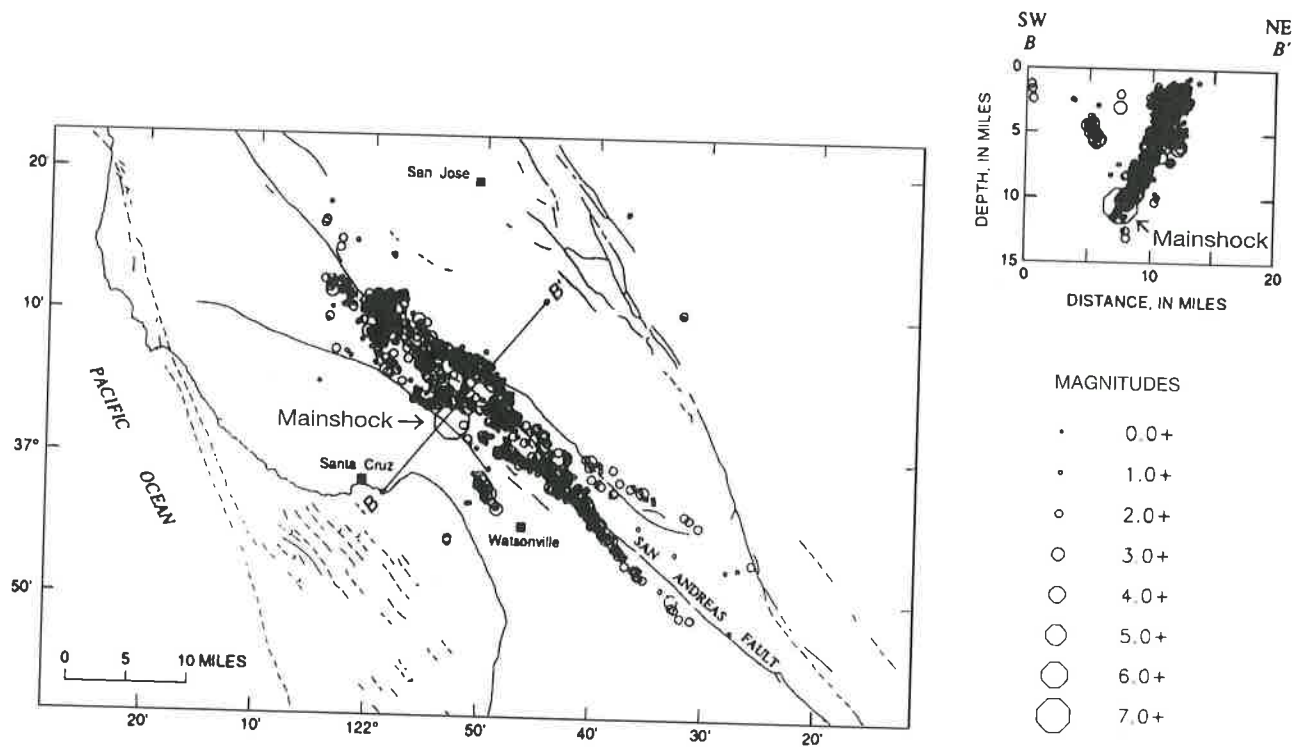 20'
10'
37°
50'
San Jose
B'
Mainshock →
PACIFIC
OCEAN
Santa Cruz
B
Watsonville
SAN
ANDREAS
FAULT
0 5 10 MILES
20' 10' 122° 50' 40' 30' 20'
SW
B
NE
B'
0
5
10
15
DEPTH, IN MILES
Mainshock
0 10 20
DISTANCE, IN MILES
MAGNITUDES
0.0+
1.0+
2.0+
3.0+
4.0+
5.0+
6.0+
7.0+